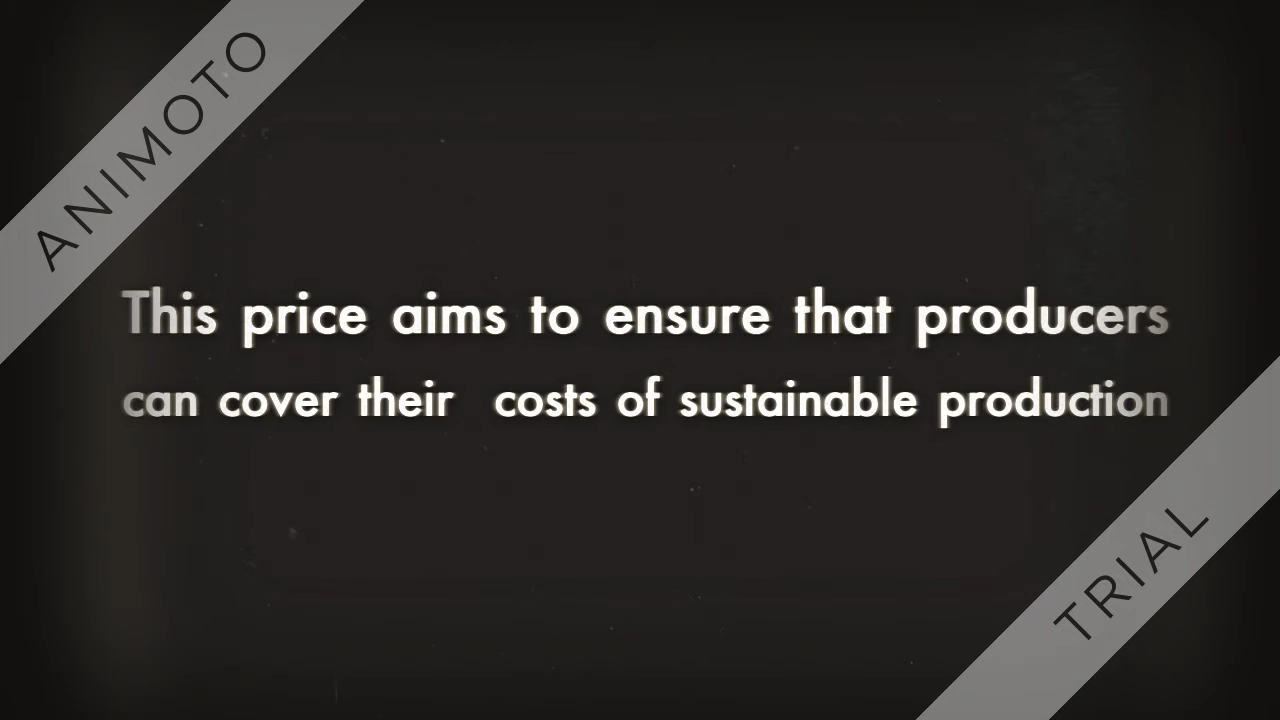 ANIMOTO
This price aims to ensure that producers
can cover their costs of sustainable production
TRIAL